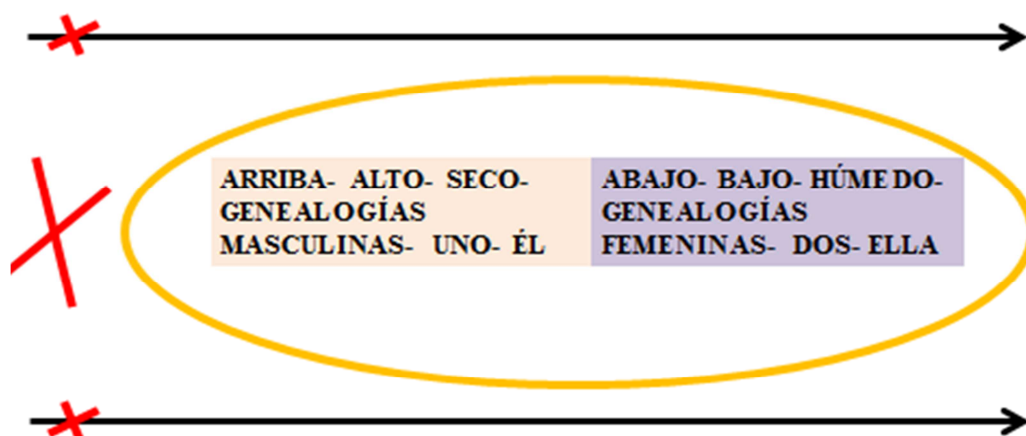 ARRIBA- ALTO- SECO-
GENEALOGÍAS
MASCULINAS- UNO- ÉL
ABAJO- BAJO- HÚMEDO-
GENEALOGÍAS
FEMENINAS- DOS- ELLA